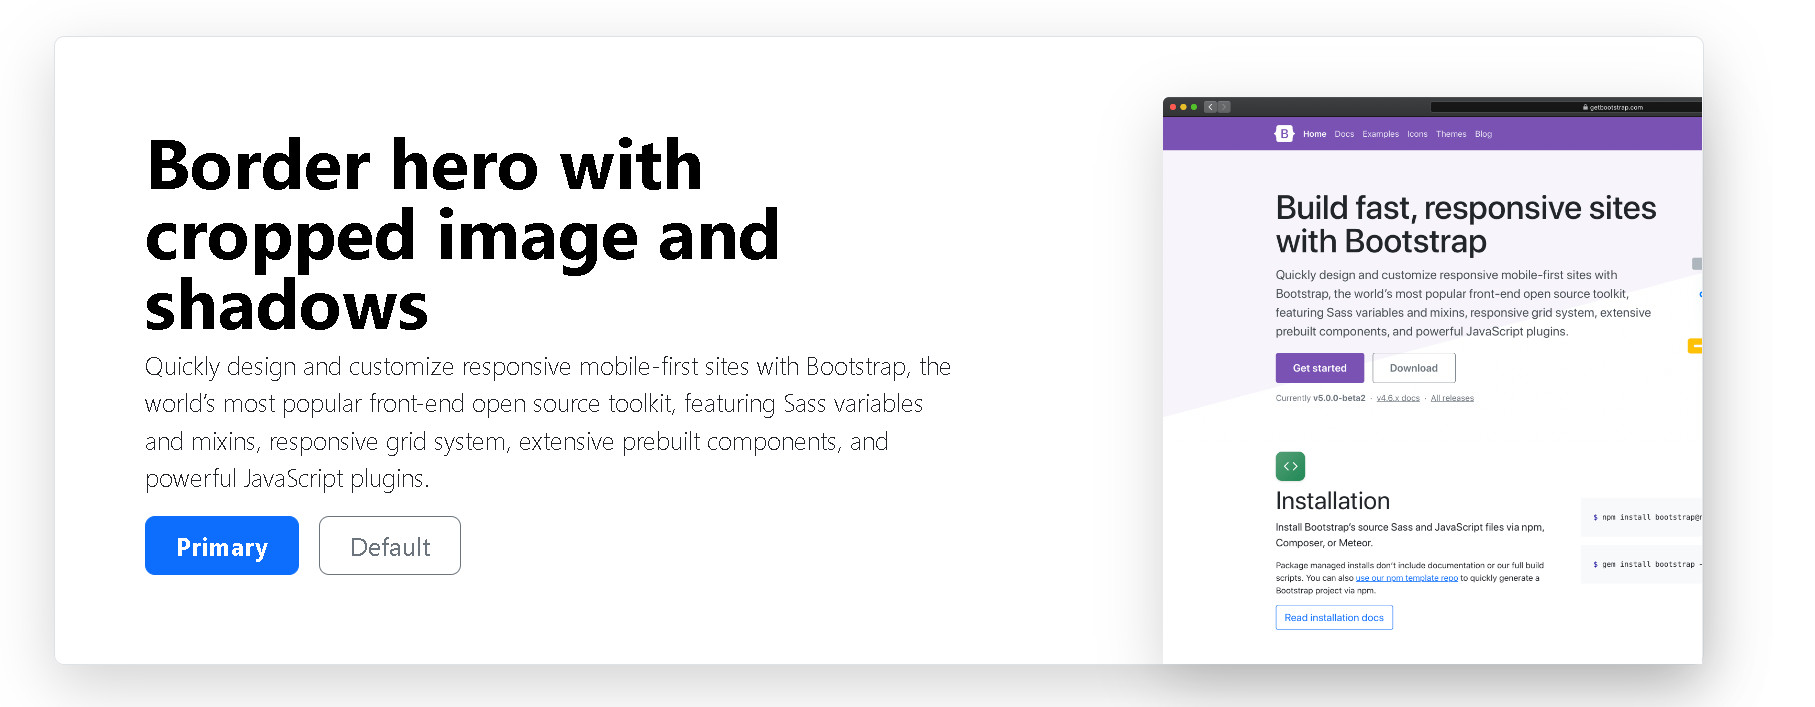 Border hero with
cropped image and
shadows
Quickly design and customize responsive mobile-first sites with Bootstrap, the
world's most popular front-end open source toolkit, featuring Sass variables
and mixins, responsive grid system, extensive prebuilt components, and
powerful JavaScript plugins.
Primary Default
getbootstrap.com
B Home Docs Examples Icons Themes Blog
Build fast, responsive sites
with Bootstrap
Quickly design and customize responsive mobile-first sites with
Bootstrap, the world's most popular front-end open source toolkit,
featuring Sass variables and mixins, responsive grid system, extensive
prebuilt components, and powerful JavaScript plugins.
Get started Download
Currently v5.0.0-beta2 · v4.6.x docs · All releases
Installation
Install Bootstrap's source Sass and JavaScript files via npm,
Composer, or Meteor.
Package managed installs don't include documentation or our full build
scripts. You can also use our npm template repo to quickly generate a
Bootstrap project via npm.
Read installation docs
$ npm install bootstrap@
$ gem install bootstrap -